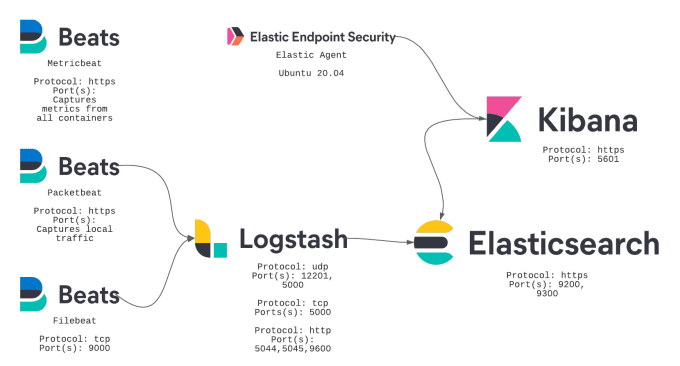 Beats
Metricbeat
Protocol: https
Port(s):
Captures
metrics from
all containers
Elastic Endpoint Security
Elastic Agent
Ubuntu 20.04
Kibana
Protocol: https
Port(s): 5601
Beats
Packetbeat
Protocol: https
Port(s):
Captures local
traffic
Logstash
Protocol: udp
Port(s): 12201,
5000
Protocol: tcp
Ports(s): 5000
Protocol: http
Port(s):
5044,5045,9600
Elasticsearch
Protocol: https
Port(s): 9200,
9300
Beats
Filebeat
Protocol: tcp
Port(s): 9000